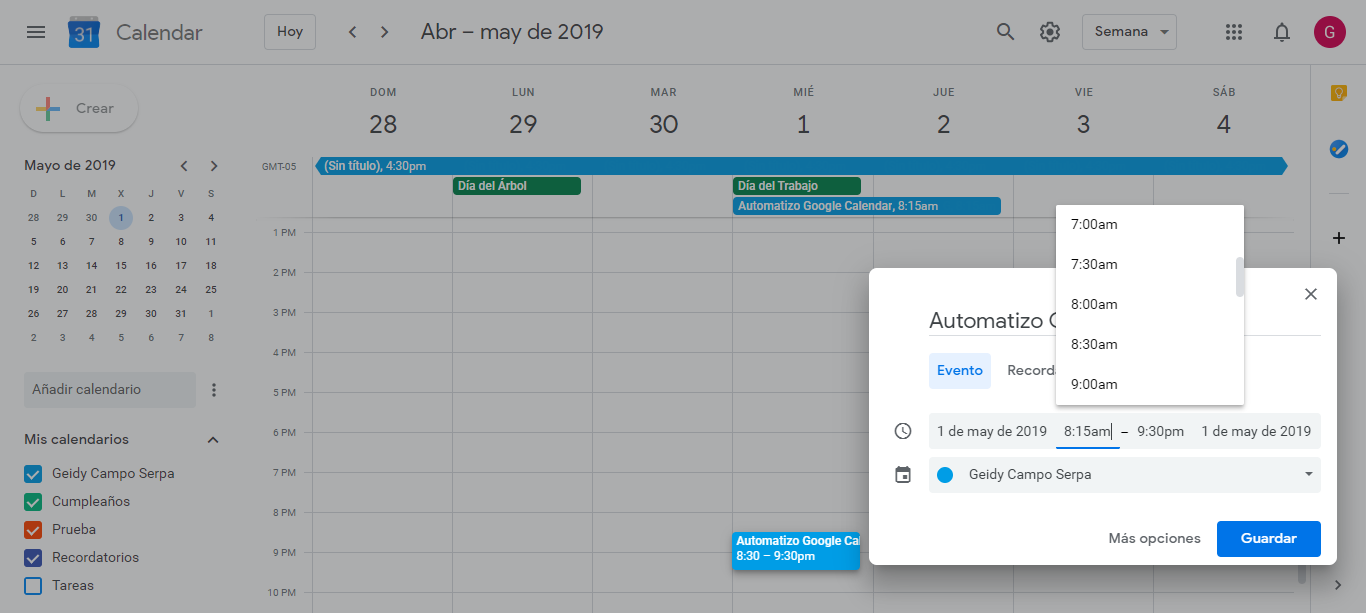 31 Calendar Hoy Abr – may de 2019 Semana G
Crear
DOM LUN MAR MIÉ JUE VIE SÁB
28 29 30 1 2 3 4
Mayo de 2019
D L M X J V S
28 29 30 1 2 3 4
5 6 7 8 9 10 11
12 13 14 15 16 17 18
19 20 21 22 23 24 25
26 27 28 29 30 31 1
2 3 4 5 6 7 8
Añadir calendario
Mis calendarios
Geidy Campo Serpa
Cumpleaños
Prueba
Recordatorios
Tareas
GMT-05
(Sin título), 4:30pm
Día del Árbol
Día del Trabajo
Automatizo Google Calendar, 8:15am
1 PM
2 PM
3 PM
4 PM
5 PM
6 PM
7 PM
8 PM
9 PM
10 PM
Automatizo Google Cal
8:30 – 9:30pm
7:00am
7:30am
8:00am
8:30am
9:00am
Automatizo G
Evento Recorda
1 de may de 2019 8:15am – 9:30pm 1 de may de 2019
Geidy Campo Serpa
Más opciones Guardar